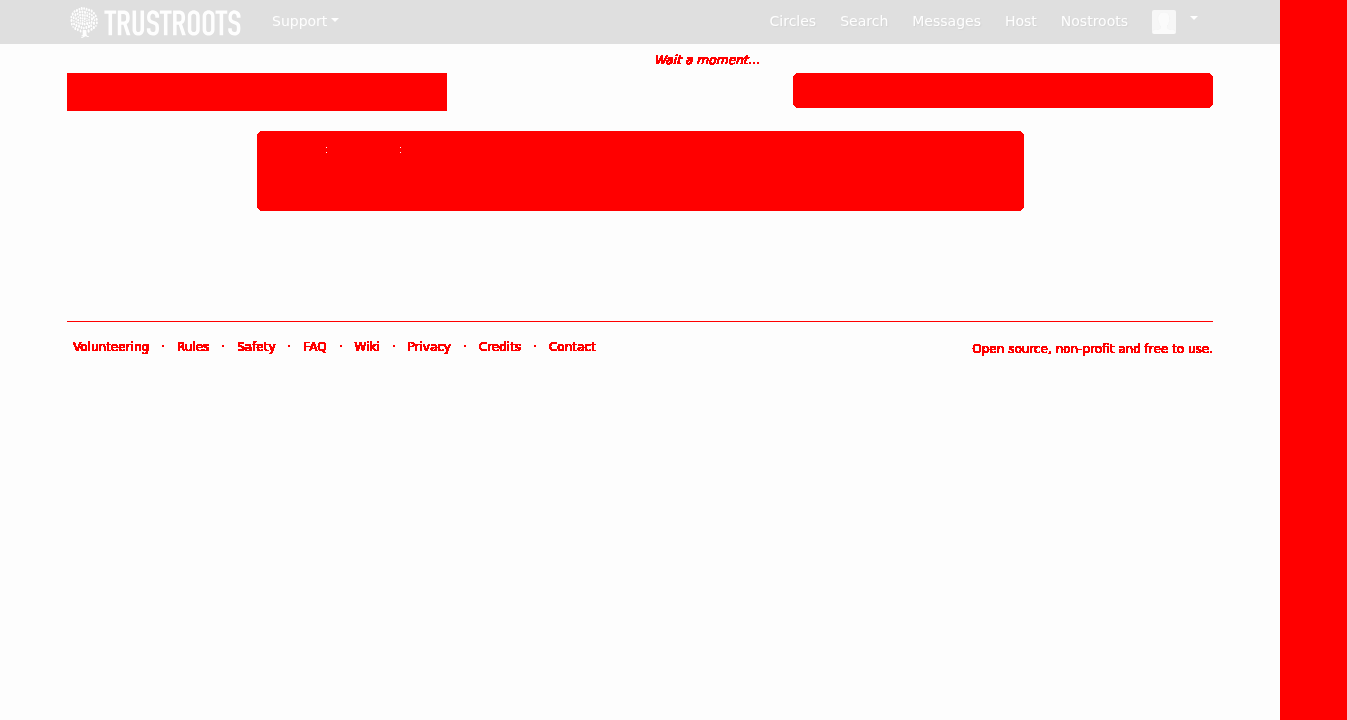 TRUSTROOTS Support Circles Search Messages Host Nostroots
Wait a moment...
Volunteering · Rules · Safety · FAQ · Wiki · Privacy · Credits · Contact
Open source, non-profit and free to use.